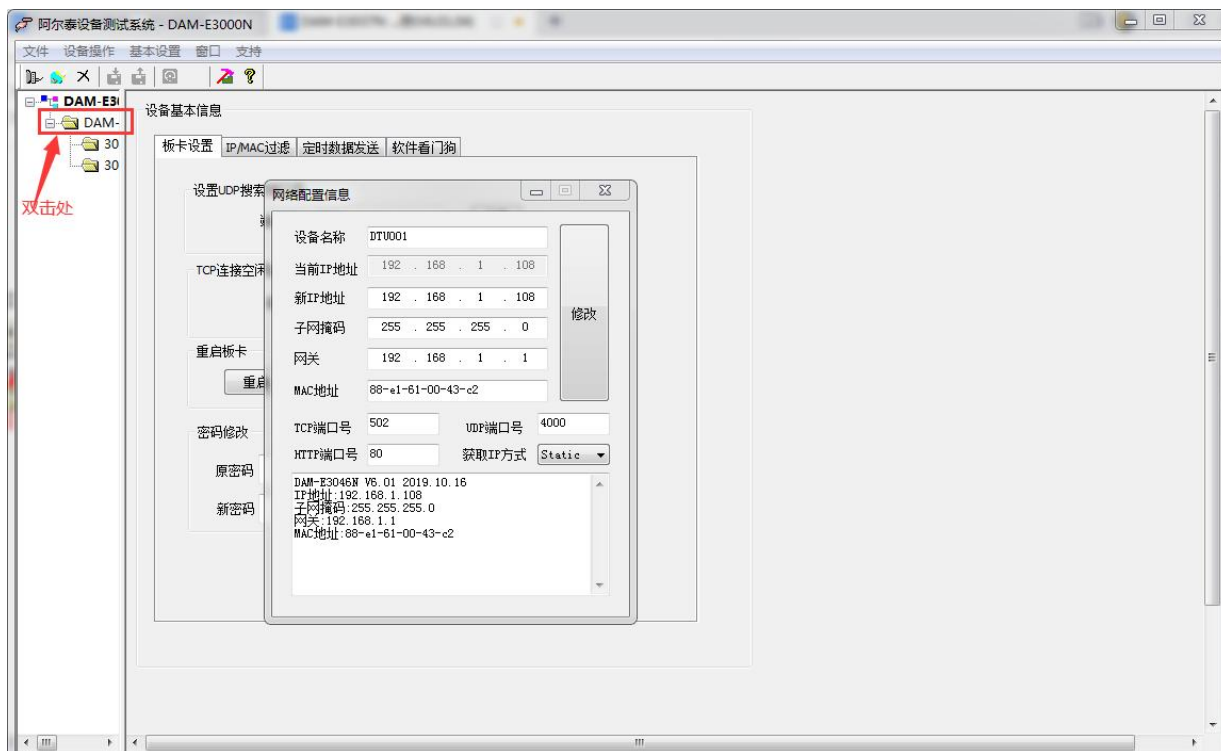 阿尔泰设备测试系统 - DAM-E3000N
文件 设备操作 基本设置 窗口 支持
DAM-E3
DAM-
30
30
双击处
设备基本信息
板卡设置 IP/MAC过滤 定时数据发送 软件看门狗
设置UDP搜索
TCP连接空闲
重启板卡
重启
密码修改
原密码
新密码
网络配置信息
设备名称 DTU001
当前IP地址 192 . 168 . 1 . 108
新IP地址 192 . 168 . 1 . 108
子网掩码 255 . 255 . 255 . 0
网关 192 . 168 . 1 . 1
MAC地址 88-e1-61-00-43-c2
修改
TCP端口号 502 UDP端口号 4000
HTTP端口号 80 获取IP方式 Static
DAM-E3046N V6.01 2019.10.16
IP地址:192.168.1.108
子网掩码:255.255.255.0
网关:192.168.1.1
MAC地址:88-e1-61-00-43-c2